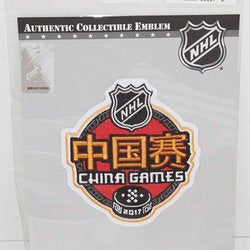 AUTHENTIC COLLECTIBLE EMBLEM
NHL
NHL
中国赛
CHINA GAMES
2017